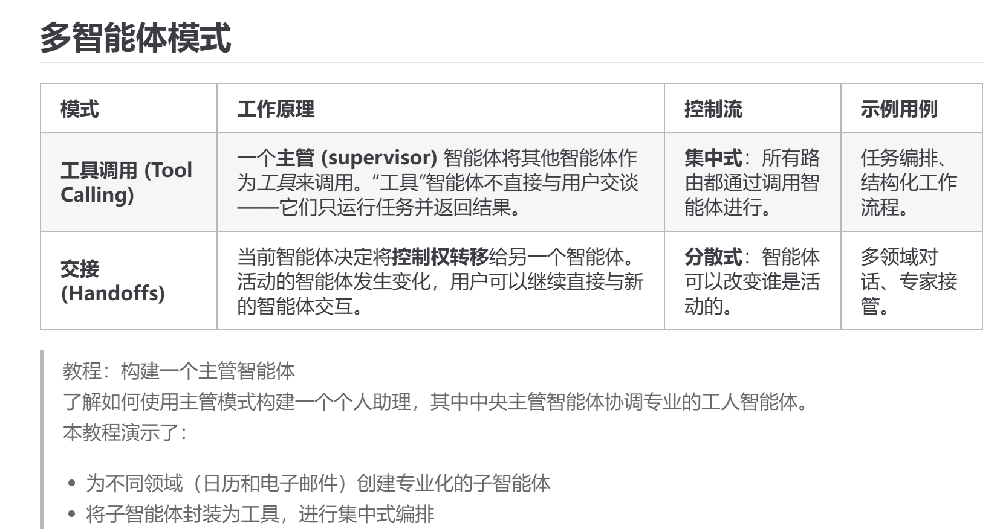 多智能体模式
模式
工作原理
控制流
示例用例
工具调用 (Tool
Calling)
一个主管 (supervisor) 智能体将其他智能体作
为工具来调用。“工具”智能体不直接与用户交谈
——它们只运行任务并返回结果。
集中式：所有路
由都通过调用智
能体进行。
任务编排、
结构化工作
流程。
交接
(Handoffs)
当前智能体决定将控制权转移给另一个智能体。
活动的智能体发生变化，用户可以继续直接与新
的智能体交互。
分散式：智能体
可以改变谁是活
动的。
多领域对
话、专家接
管。
教程：构建一个主管智能体
了解如何使用主管模式构建一个个人助理，其中中央主管智能体协调专业的工人智能体。
本教程演示了：
• 为不同领域（日历和电子邮件）创建专业化的子智能体
• 将子智能体封装为工具，进行集中式编排